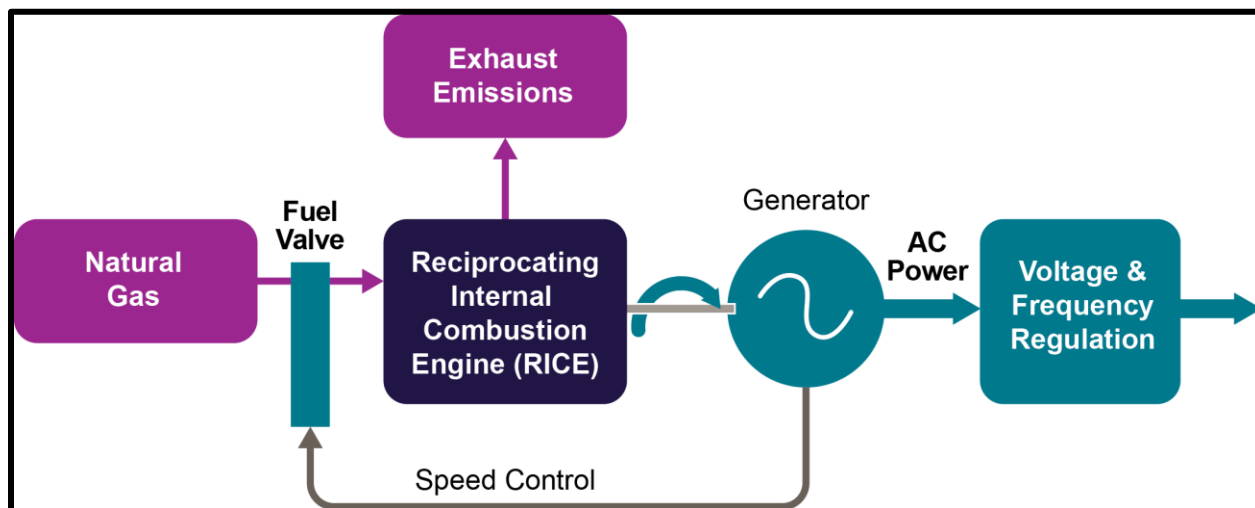 Exhaust
Emissions
Natural
Gas
Fuel
Valve
Reciprocating
Internal
Combustion
Engine (RICE)
Generator
AC
Power
Voltage &
Frequency
Regulation
Speed Control